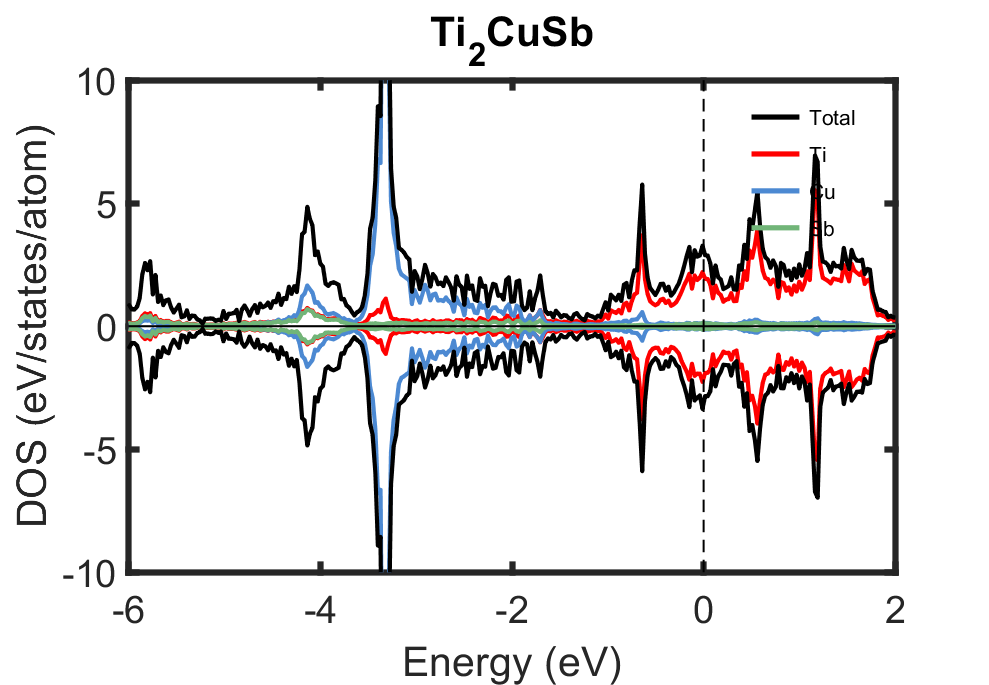 Ti2CuSb
10
5
0
-5
-10
DOS (eV/states/atom)
Total
Ti
Cu
Sb
-6 -4 -2 0 2
Energy (eV)